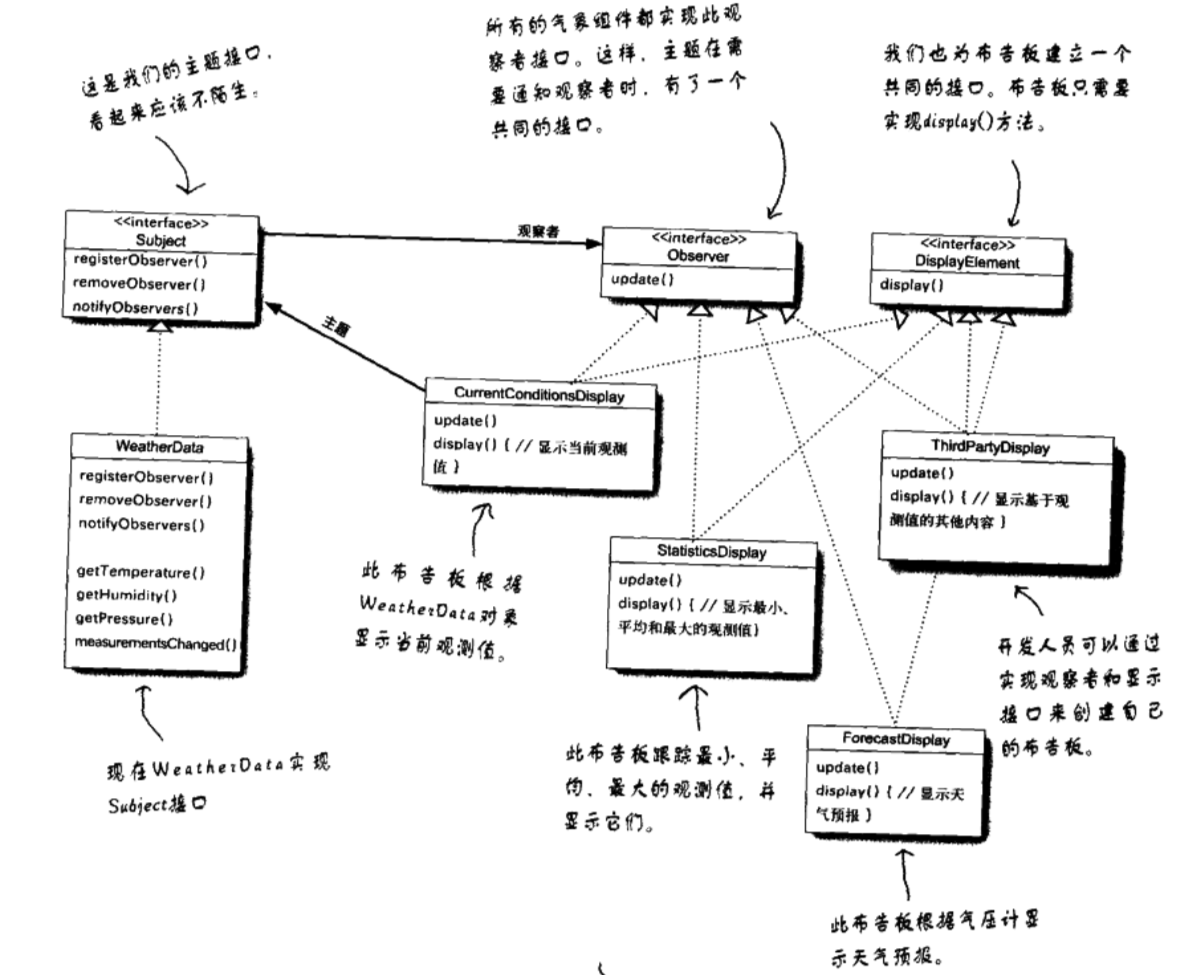 这是我们的主题接口，
看起来应该不陌生。
所有的气象组件都实现此观
察者接口。这样，主题在需
要通知观察者时，有了一个
共同的接口。
我们也为布告板建立一个
共同的接口。布告板只需要
实现display()方法。
<<interface>>
Subject
registerObserver()
removeObserver()
notifyObservers()
观察者
<<interface>>
Observer
update()
<<interface>>
DisplayElement
display()
主题
CurrentConditionsDisplay
update()
display() { // 显示当前观测
值 }
WeatherData
registerObserver()
removeObserver()
notifyObservers()
getTemperature()
getHumidity()
getPressure()
measurementsChanged()
ThirdPartyDisplay
update()
display() { // 显示基于观
测值的其他内容 }
StatisticsDisplay
update()
display() { // 显示最小、
平均和最大的观测值}
此布告板根据
WeatherData对象
显示当前观测值。
开发人员可以通过
实现观察者和显示
接口来创建自己
的布告板。
ForecastDisplay
update()
display() { // 显示天
气预报 }
现在WeatherData实现
Subject接口
此布告板跟踪最小、平
均、最大的观测值，并
显示它们。
此布告板根据气压计显
示天气预报。